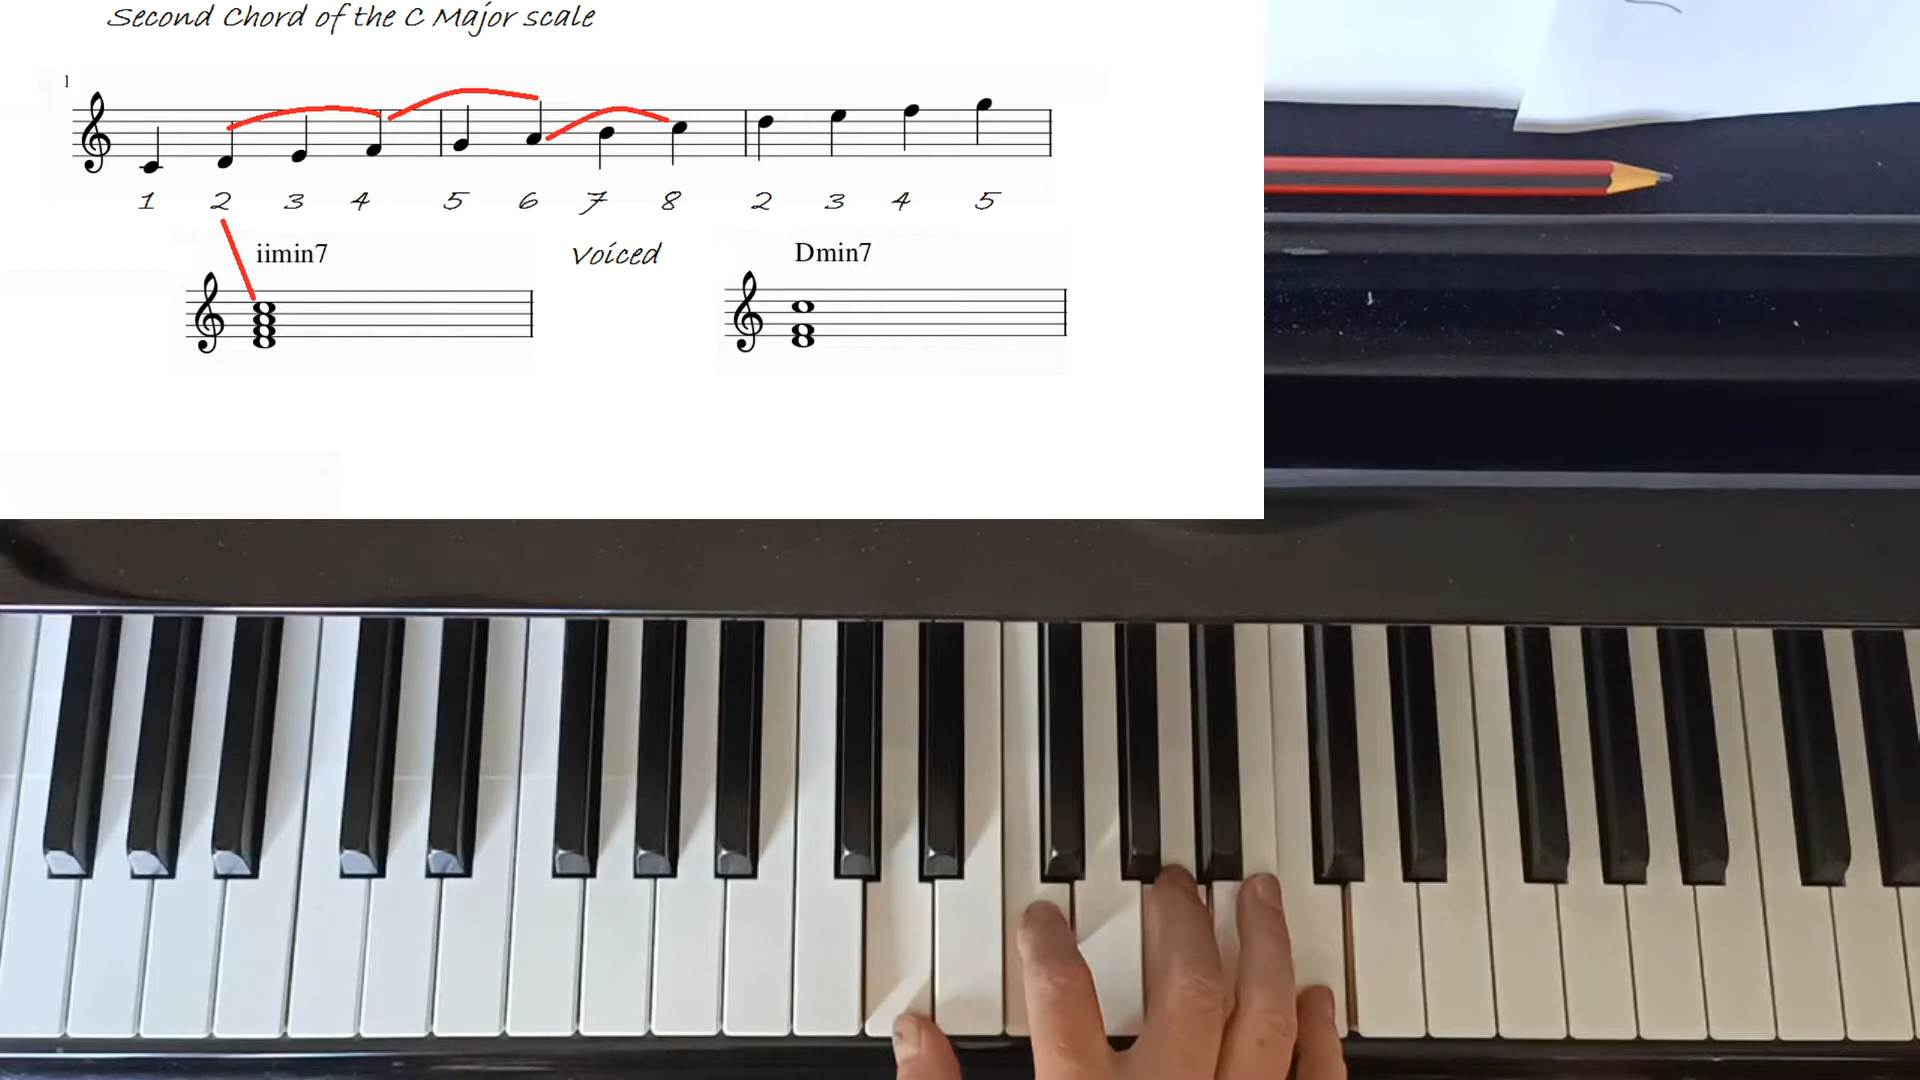 Second Chord of the C Major scale
1
1 2 3 4 5 6 7 8 2 3 4 5
iimin7 Voiced Dmin7